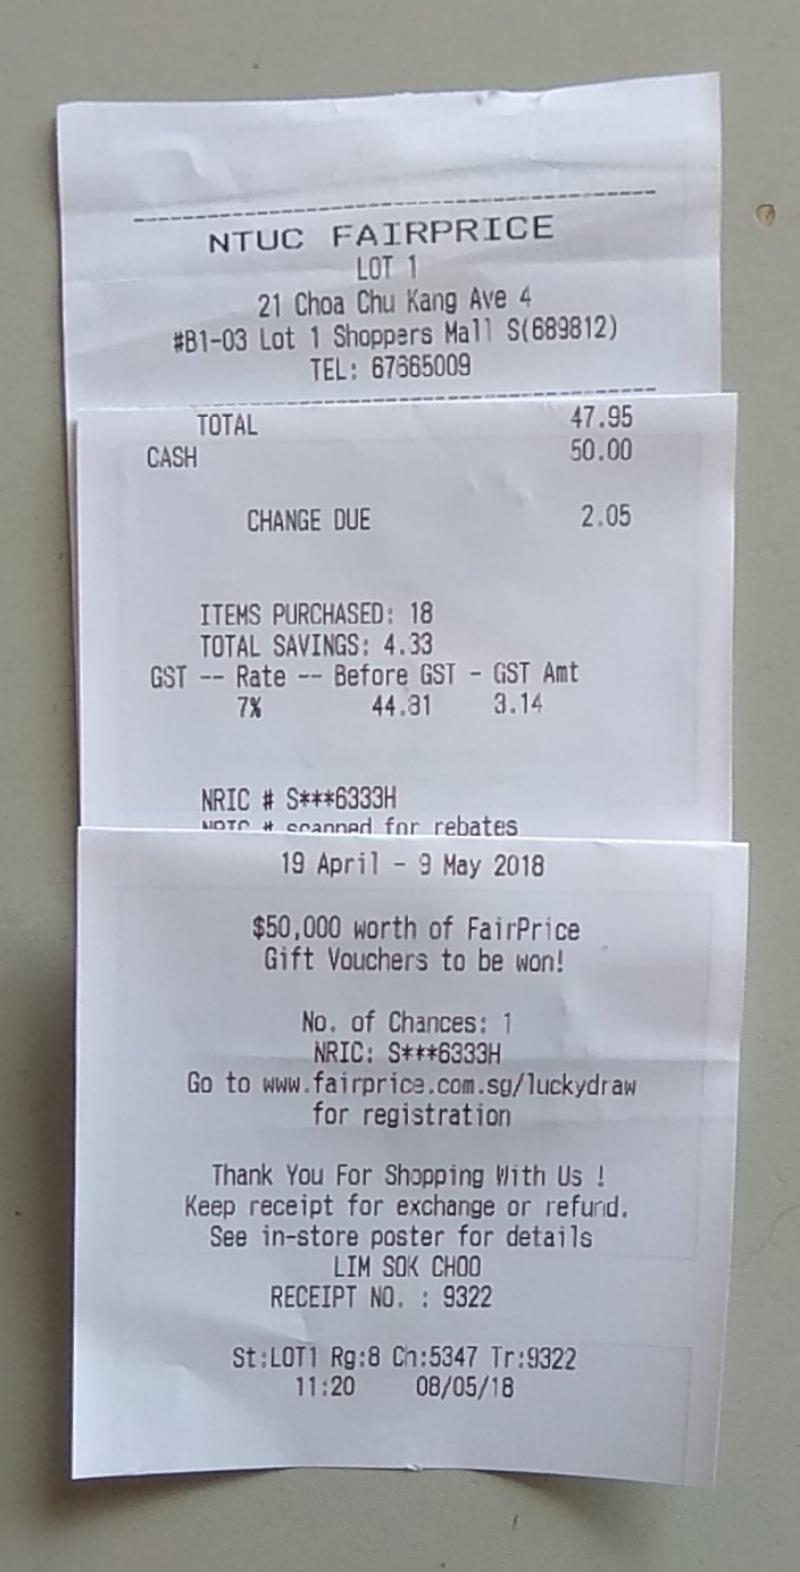 NTUC FAIRPRICE
LOT 1
21 Choa Chu Kang Ave 4
#B1-03 Lot 1 Shoppers Mall S(689812)
TEL: 67665009
TOTAL 47.95
CASH 50.00
CHANGE DUE 2.05
ITEMS PURCHASED: 18
TOTAL SAVINGS: 4.33
GST -- Rate -- Before GST - GST Amt
7% 44.81 3.14
NRIC # S***6333H
NRIC # scanned for rebates
19 April - 9 May 2018
$50,000 worth of FairPrice
Gift Vouchers to be won!
No. of Chances: 1
NRIC: S***6333H
Go to www.fairprice.com.sg/luckydraw
for registration
Thank You For Shopping With Us !
Keep receipt for exchange or refund.
See in-store poster for details
LIM SOK CHOO
RECEIPT NO. : 9322
St:LOT1 Rg:8 Ch:5347 Tr:9322
11:20 08/05/18